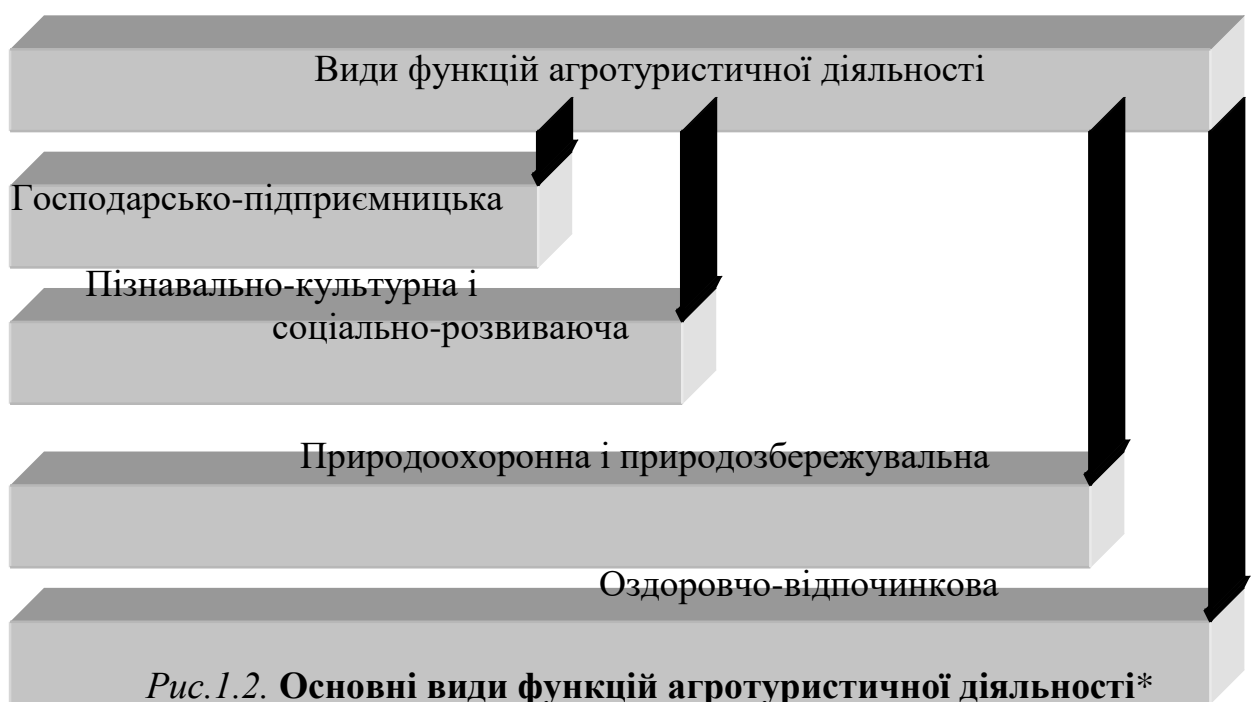 Види функцій агротуристичної діяльності
Господарсько-підприємницька
Пізнавально-культурна і
соціально-розвиваюча
Природоохоронна і природозбережувальна
Оздоровчо-відпочинкова
Рис.1.2. Основні види функцій агротуристичної діяльності*